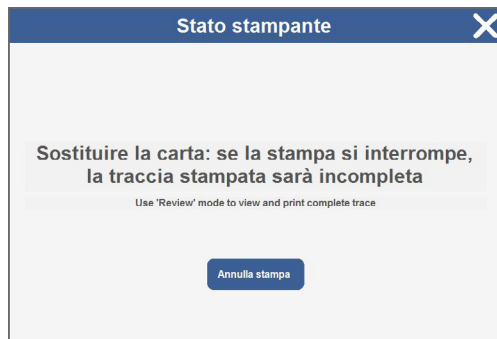 Stato stampante
Sostituire la carta: se la stampa si interrompe,
la traccia stampata sarà incompleta
Use 'Review' mode to view and print complete trace
Annulla stampa